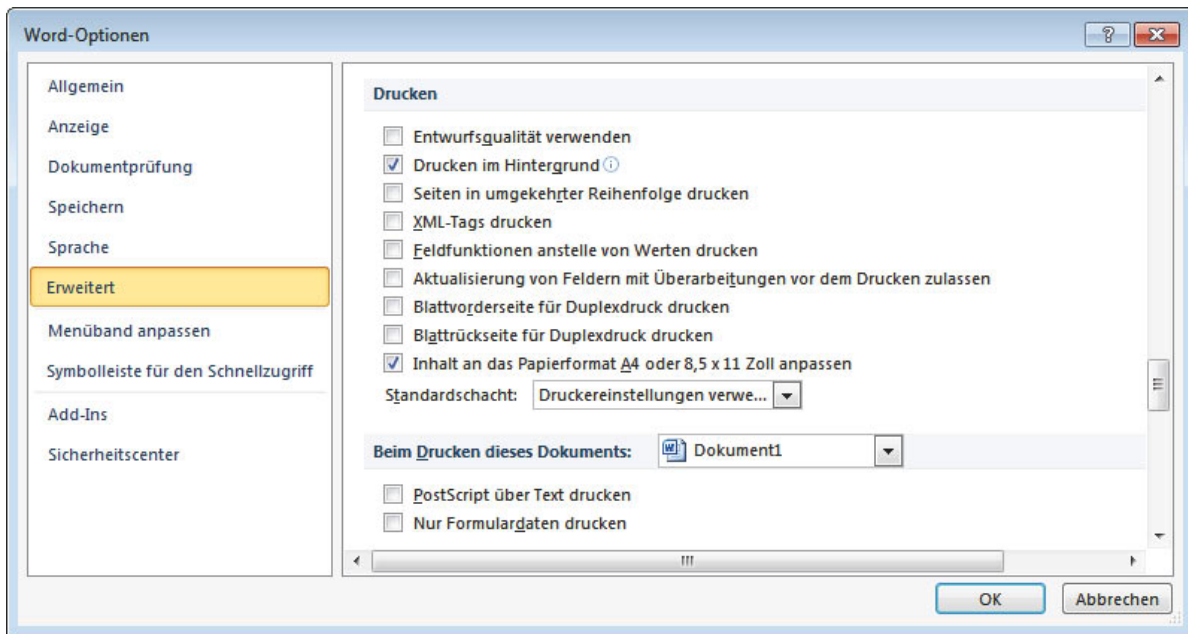 Word-Optionen
Allgemein
Anzeige
Dokumentprüfung
Speichern
Sprache
Erweitert
Menüband anpassen
Symbolleiste für den Schnellzugriff
Add-Ins
Sicherheitscenter
Drucken
Entwurfsqualität verwenden
Drucken im Hintergrund
Seiten in umgekehrter Reihenfolge drucken
XML-Tags drucken
Feldfunktionen anstelle von Werten drucken
Aktualisierung von Feldern mit Überarbeitungen vor dem Drucken zulassen
Blattvorderseite für Duplexdruck drucken
Blattrückseite für Duplexdruck drucken
Inhalt an das Papierformat A4 oder 8,5 x 11 Zoll anpassen
Standardschacht: Druckereinstellungen verwe...
Beim Drucken dieses Dokuments: Dokument1
PostScript über Text drucken
Nur Formulardaten drucken
OK Abbrechen